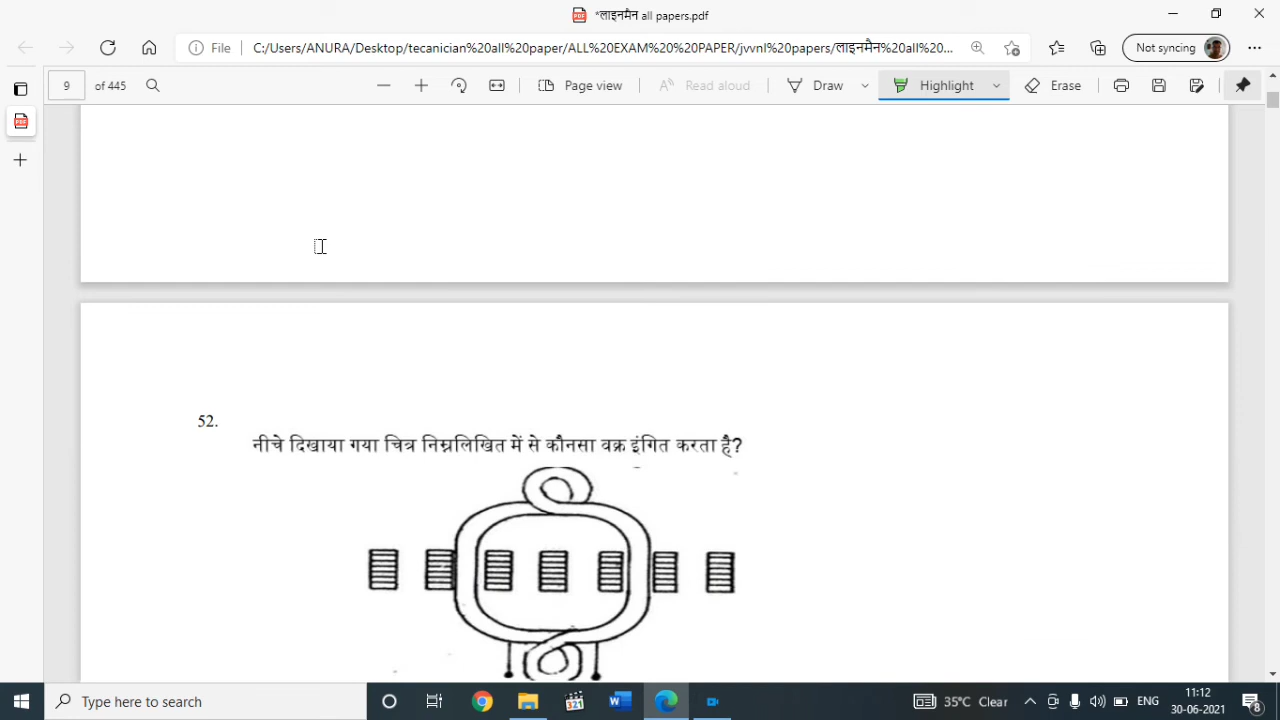 *लाइनमैन all papers.pdf
File
C:/Users/ANURA/Desktop/tecanician%20all%20paper/ALL%20EXAM%20%20PAPER/jvvnl%20papers/लाइनमैन%20all%20...
Not syncing
9 of 445
Page view
Read aloud
Draw
Highlight
Erase
52.
नीचे दिखाया गया चित्र निम्नलिखित में से कौनसा वक्र इंगित करता है?
Type here to search
321
35°C Clear
ENG
11:12
30-06-2021
8